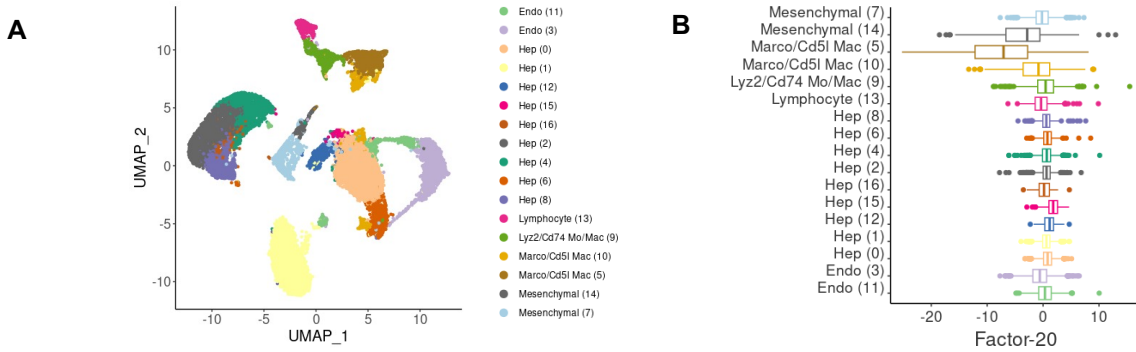 A
UMAP_2
10
5
0
-5
-10
-10
-5
0
5
10
UMAP_1
Endo (11)
Endo (3)
Hep (0)
Hep (1)
Hep (12)
Hep (15)
Hep (16)
Hep (2)
Hep (4)
Hep (6)
Hep (8)
Lymphocyte (13)
Lyz2/Cd74 Mo/Mac (9)
Marco/Cd5l Mac (10)
Marco/Cd5l Mac (5)
Mesenchymal (14)
Mesenchymal (7)
B
Mesenchymal (7)
Mesenchymal (14)
Marco/Cd5l Mac (5)
Marco/Cd5l Mac (10)
Lyz2/Cd74 Mo/Mac (9)
Lymphocyte (13)
Hep (8)
Hep (6)
Hep (4)
Hep (2)
Hep (16)
Hep (15)
Hep (12)
Hep (1)
Hep (0)
Endo (3)
Endo (11)
-20
-10
0
10
Factor-20